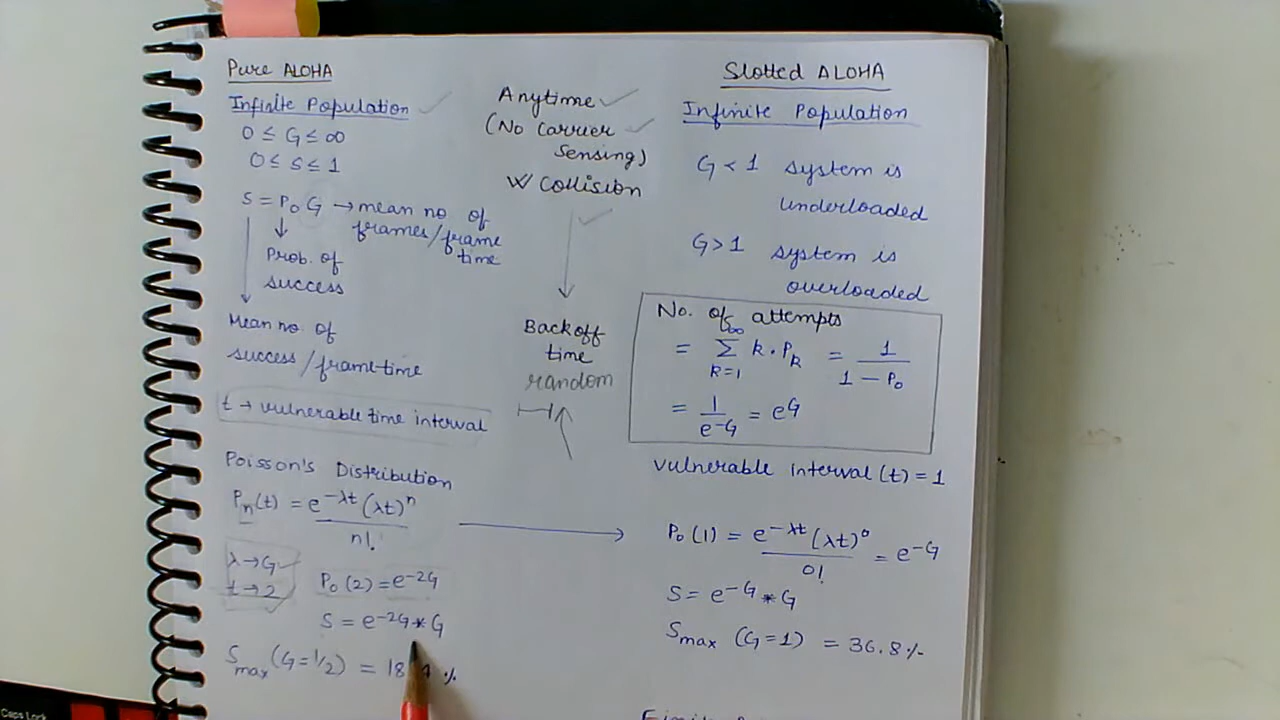 Pure ALOHA
Infinite Population
0 ≤ G ≤ ∞
0 ≤ S ≤ 1
S = P₀ G → mean no of
frames/frame
time
Prob. of
success
Mean no. of
success/frame-time
t → vulnerable time interval
Poisson's Distribution
Pₙ(t) = e^-λt (λt)^n
n!
λ → G
t → 2
P₀(2) = e^-2G
S = e^-2G * G
S max (G = 1/2) = 18
%
Anytime
(No carrier
sensing)
W Collision
Backoff
time
random
Slotted ALOHA
Infinite Population
G < 1 system is
underloaded
G > 1 system is
overloaded
No. of attempts
= ∞ Σ k=1 k . Pk = 1 / 1 - P₀
= 1 / e^-G = e^G
vulnerable interval (t) = 1
P₀(1) = e^-λt (λt)^0 / 0! = e^-G
S = e^-G * G
S max (G = 1) = 36.8 %
Caps Lock